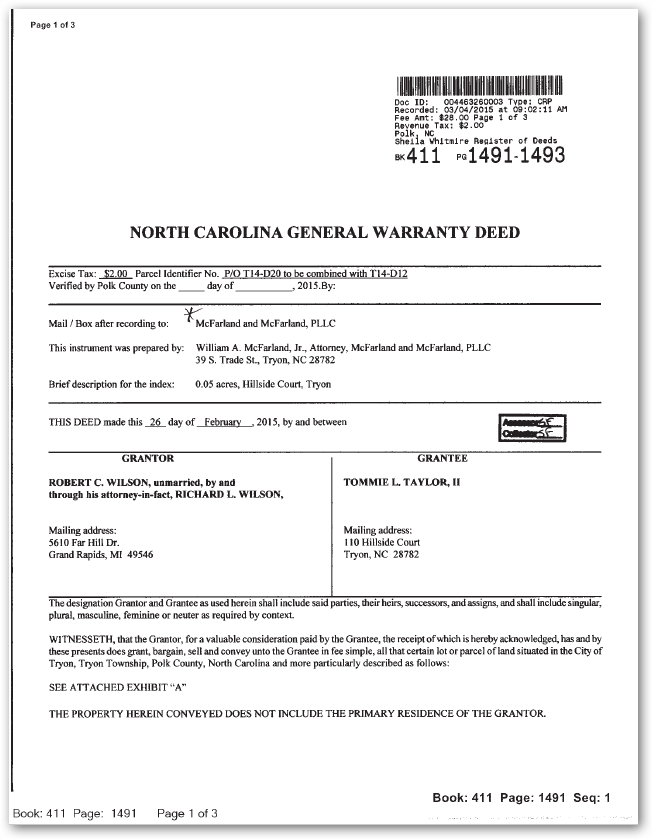 Page 1 of 3
Doc ID: 004463260003 Type: CRP
Recorded: 03/04/2015 at 09:02:11 AM
Fee Amt: $28.00 Page 1 of 3
Revenue Tax: $2.00
Polk, NC
Sheila Whitmire Register of Deeds
BK 411 PG 1491-1493
NORTH CAROLINA GENERAL WARRANTY DEED
Excise Tax: $2.00 Parcel Identifier No. P/O T14-D20 to be combined with T14-D12
Verified by Polk County on the _____ day of __________, 2015.By:
Mail / Box after recording to: McFarland and McFarland, PLLC
This instrument was prepared by: William A. McFarland, Jr., Attorney, McFarland and McFarland, PLLC
39 S. Trade St., Tryon, NC 28782
Brief description for the index: 0.05 acres, Hillside Court, Tryon
THIS DEED made this 26 day of February, 2015, by and between
Assessor SF
Collector SF
GRANTOR
ROBERT C. WILSON, unmarried, by and
through his attorney-in-fact, RICHARD L. WILSON,
Mailing address:
5610 Far Hill Dr.
Grand Rapids, MI 49546
GRANTEE
TOMMIE L. TAYLOR, II
Mailing address:
110 Hillside Court
Tryon, NC 28782
The designation Grantor and Grantee as used herein shall include said parties, their heirs, successors, and assigns, and shall include singular,
plural, masculine, feminine or neuter as required by context.
WITNESSETH, that the Grantor, for a valuable consideration paid by the Grantee, the receipt of which is hereby acknowledged, has and by
these presents does grant, bargain, sell and convey unto the Grantee in fee simple, all that certain lot or parcel of land situated in the City of
Tryon, Tryon Township, Polk County, North Carolina and more particularly described as follows:
SEE ATTACHED EXHIBIT “A”
THE PROPERTY HEREIN CONVEYED DOES NOT INCLUDE THE PRIMARY RESIDENCE OF THE GRANTOR.
Book: 411 Page: 1491 Seq: 1
Book: 411 Page: 1491 Page 1 of 3